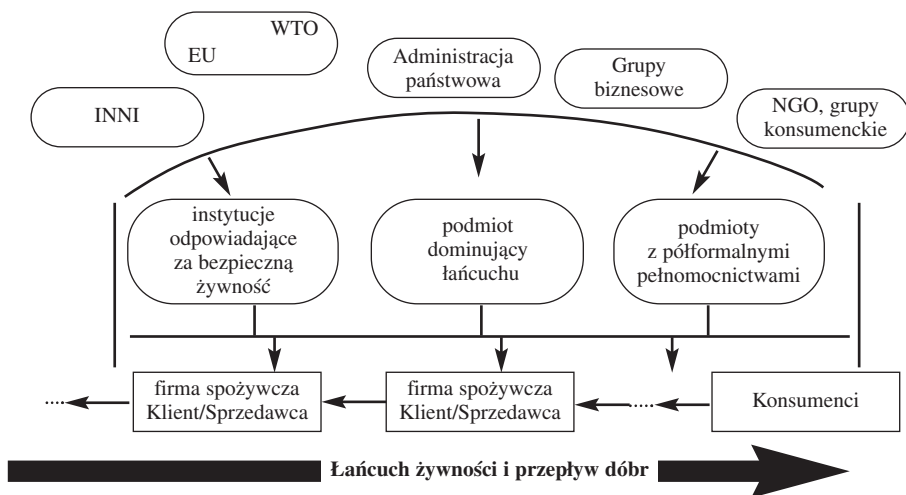 WTO
EU
Administracja
państwowa
Grupy
biznesowe
INNI
NGO, grupy
konsumenckie
instytucje
odpowiadające
za bezpieczną
żywność
podmiot
dominujący
łańcuchu
podmioty
z półformalnymi
pełnomocnictwami
firma spożywcza
Klient/Sprzedawca
firma spożywcza
Klient/Sprzedawca
Konsumenci
Łańcuch żywności i przepływ dóbr